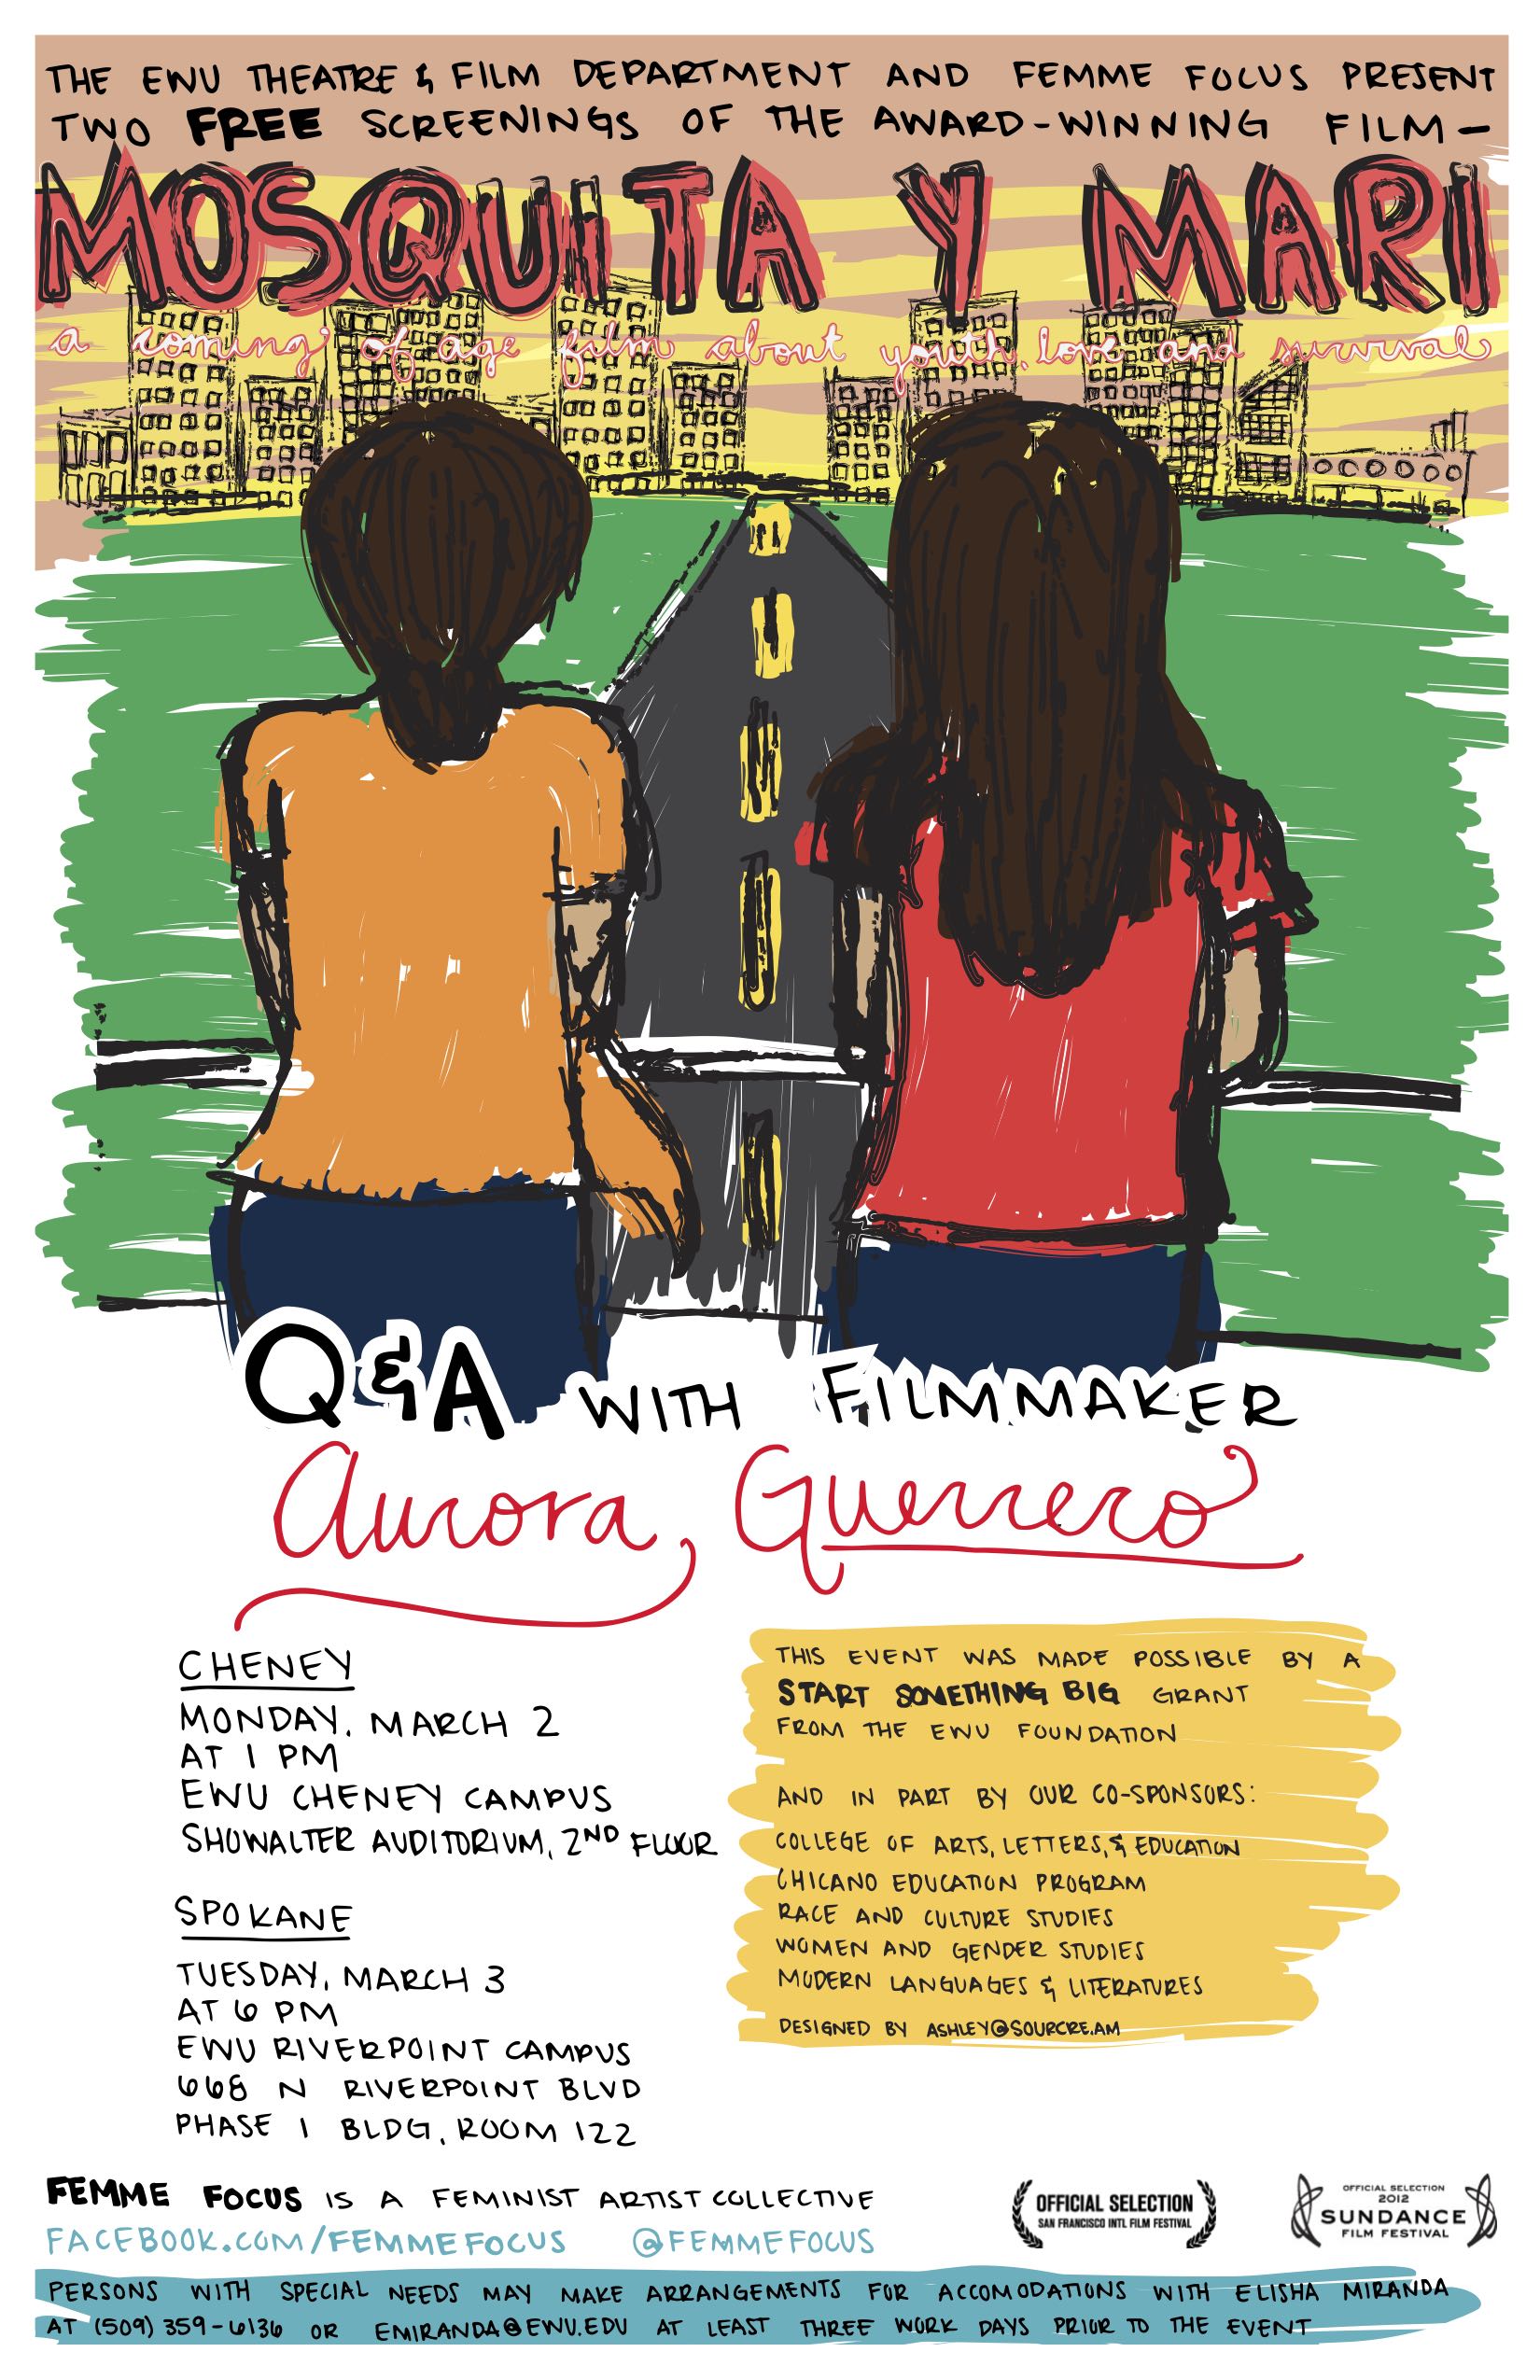 THE EWU THEATRE & FILM DEPARTMENT AND FEMME FOCUS PRESENT
TWO FREE SCREENINGS OF THE AWARD-WINNING FILM—
MOSQUITA Y MARI
a coming of age film about youth, love and survival
Q&A WITH FILMMAKER
Aurora Guerrero
CHENEY
MONDAY, MARCH 2
AT 1 PM
EWU CHENEY CAMPUS
SHOWALTER AUDITORIUM, 2ND FLOOR
SPOKANE
TUESDAY, MARCH 3
AT 6 PM
EWU RIVERPOINT CAMPUS
668 N RIVERPOINT BLVD
PHASE 1 BLDG, ROOM 122
THIS EVENT WAS MADE POSSIBLE BY A
START SOMETHING BIG GRANT
FROM THE EWU FOUNDATION
AND IN PART BY OUR CO-SPONSORS:
COLLEGE OF ARTS, LETTERS, & EDUCATION
CHICANO EDUCATION PROGRAM
RACE AND CULTURE STUDIES
WOMEN AND GENDER STUDIES
MODERN LANGUAGES & LITERATURES
DESIGNED BY ASHLEY@SOURCRE.AM
FEMME FOCUS IS A FEMINIST ARTIST COLLECTIVE
FACEBOOK.COM/FEMMEFOCUS @FEMMEFOCUS
OFFICIAL SELECTION
SAN FRANCISCO INTL FILM FESTIVAL
OFFICIAL SELECTION
2012
SUNDANCE
FILM FESTIVAL
PERSONS WITH SPECIAL NEEDS MAY MAKE ARRANGEMENTS FOR ACCOMODATIONS WITH ELISHA MIRANDA
AT (509) 359-6136 OR EMIRANDA@EWU.EDU AT LEAST THREE WORK DAYS PRIOR TO THE EVENT